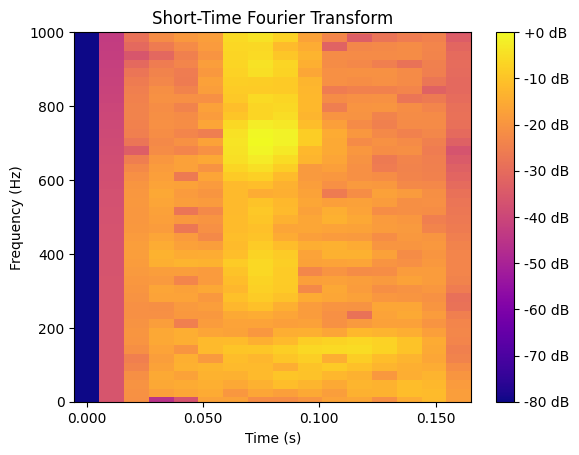 Short-Time Fourier Transform
1000
800
600
400
200
0
Frequency (Hz)
0.000
0.050
0.100
0.150
Time (s)
+0 dB
-10 dB
-20 dB
-30 dB
-40 dB
-50 dB
-60 dB
-70 dB
-80 dB